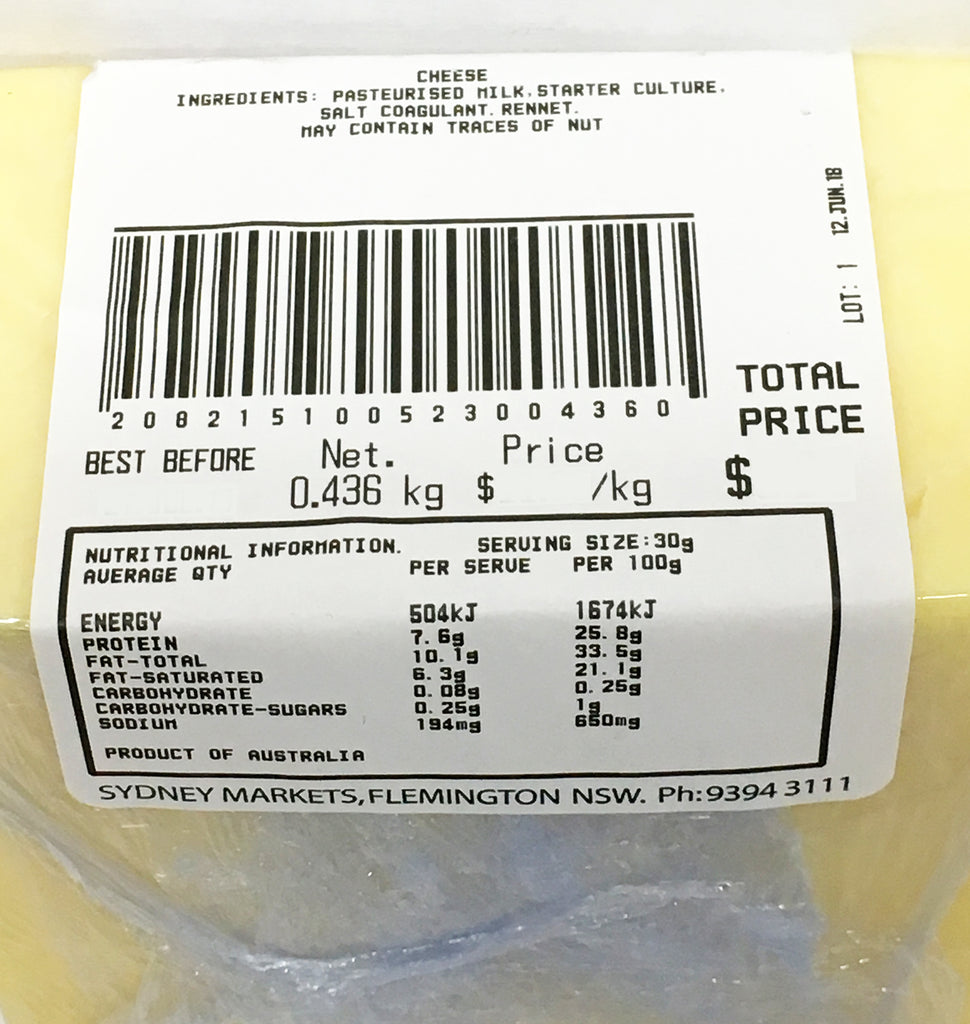 CHEESE
INGREDIENTS: PASTEURISED MILK, STARTER CULTURE,
SALT COAGULANT. RENNET.
MAY CONTAIN TRACES OF NUT
LOT: 1 12.JUN.18
208215100523004360
TOTAL
PRICE
BEST BEFORE Net. Price
0.436 kg $ /kg $
NUTRITIONAL INFORMATION. SERVING SIZE:30g
AVERAGE QTY PER SERVE PER 100g
ENERGY 504kJ 1674kJ
PROTEIN 7.6g 25.8g
FAT-TOTAL 10.1g 33.5g
FAT-SATURATED 6.3g 21.1g
CARBOHYDRATE 0.08g 0.25g
CARBOHYDRATE-SUGARS 0.25g 1g
SODIUM 194mg 650mg
PRODUCT OF AUSTRALIA
SYDNEY MARKETS, FLEMINGTON NSW. Ph:9394 3111